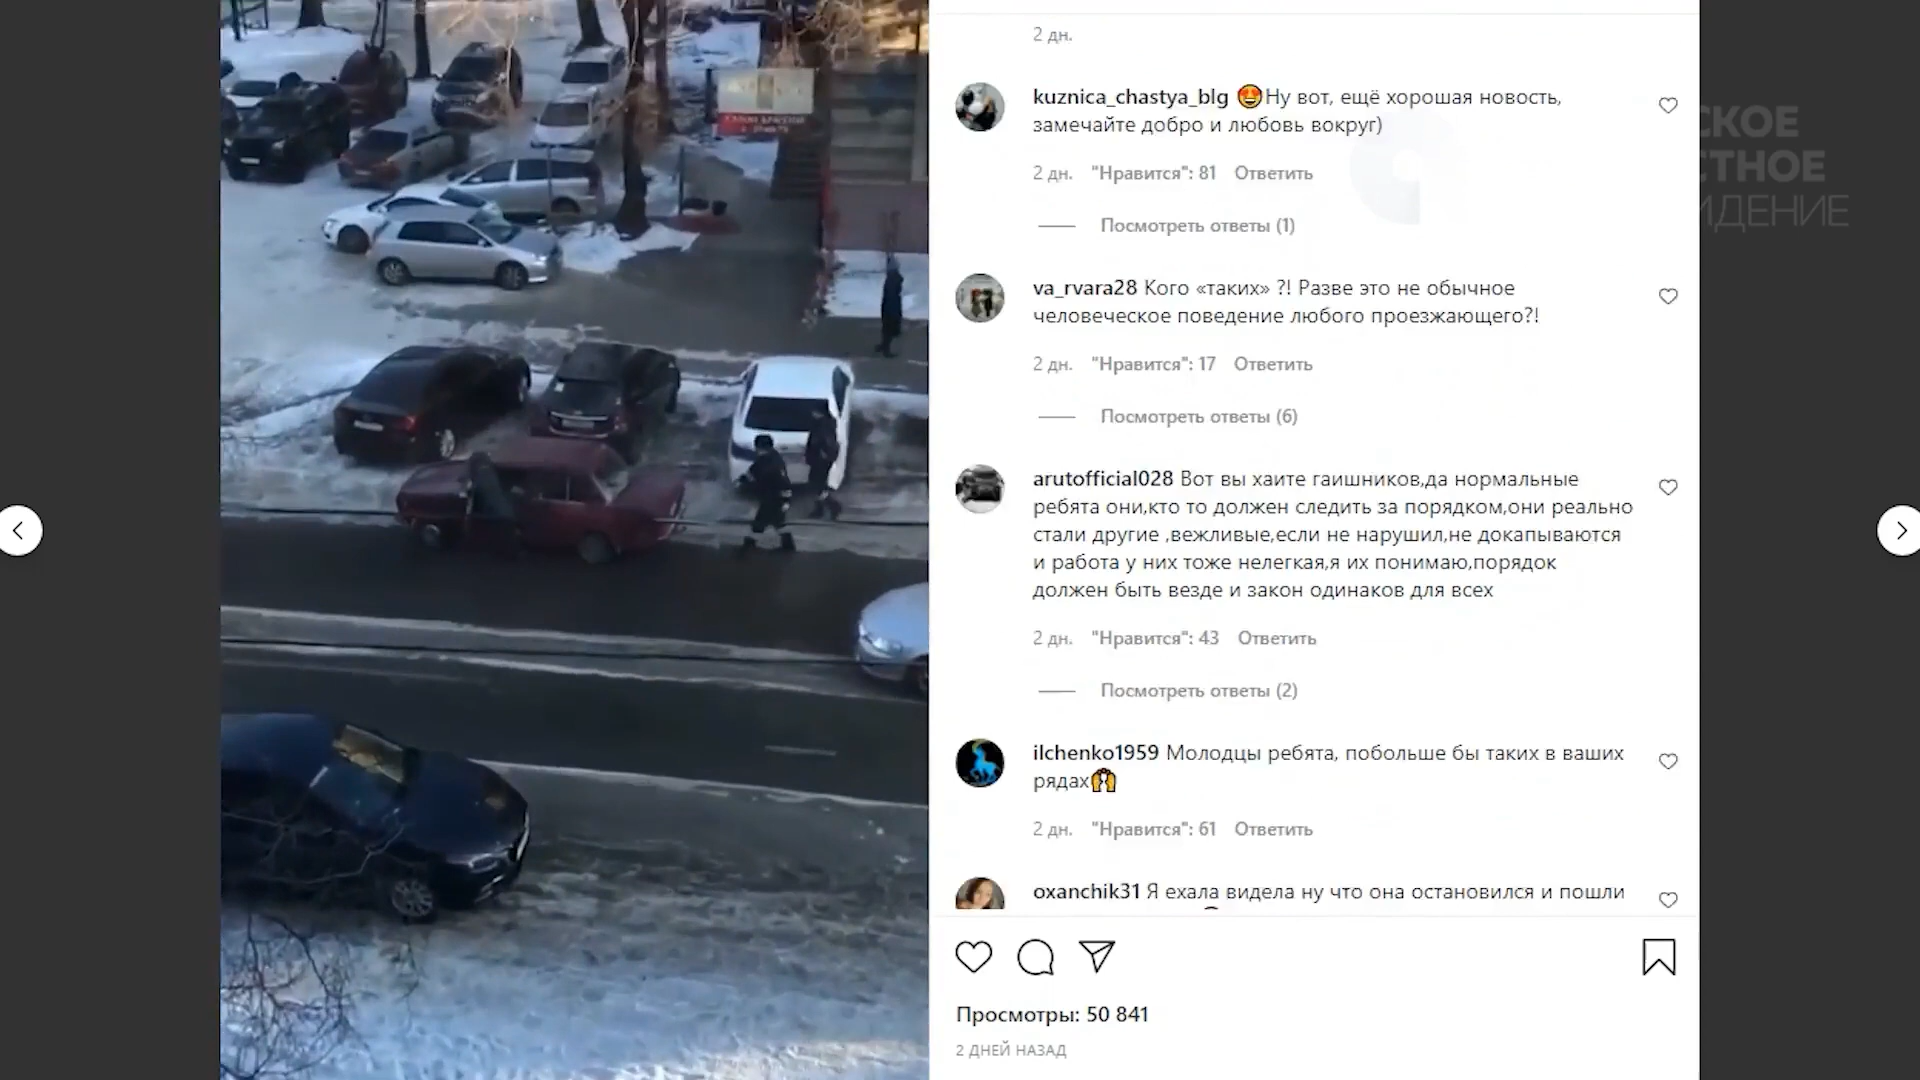 2 дн.
kuznica_chastya_blg 🤩Ну вот, ещё хорошая новость,
замечайте добро и любовь вокруг)
2 дн. "Нравится": 81 Ответить
Посмотреть ответы (1)
СКОЕ
СТНОЕ
ИДЕНИЕ
va_rvara28 Кого «таких» ?! Разве это не обычное
человеческое поведение любого проезжающего?!
2 дн. "Нравится": 17 Ответить
Посмотреть ответы (6)
arutofficial028 Вот вы хаите гаишников,да нормальные
ребята они,кто то должен следить за порядком,они реально
стали другие ,вежливые,если не нарушил,не докапываются
и работа у них тоже нелегкая,я их понимаю,порядок
должен быть везде и закон одинаков для всех
2 дн. "Нравится": 43 Ответить
Посмотреть ответы (2)
ilchenko1959 Молодцы ребята, побольше бы таких в ваших
рядах🙌
2 дн. "Нравится": 61 Ответить
oxanchik31 Я ехала видела ну что она остановился и пошли
Просмотры: 50 841
2 ДНЕЙ НАЗАД